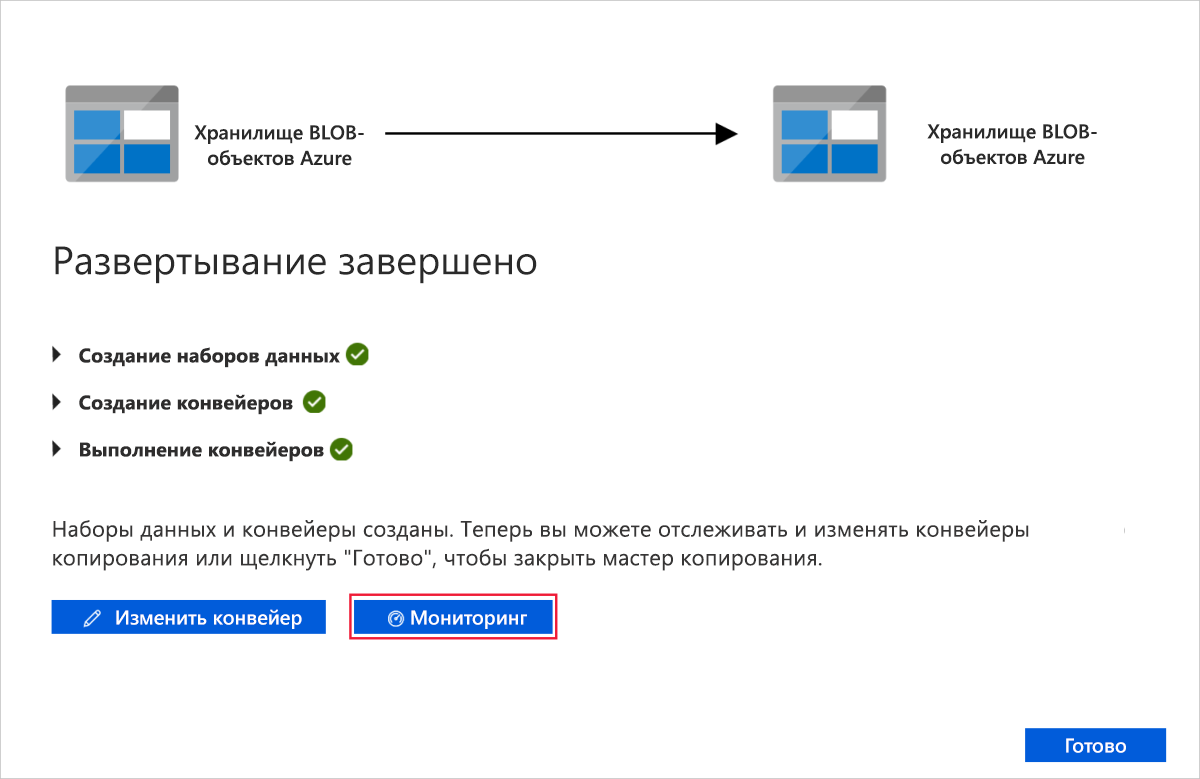 Хранилище BLOB-
объектов Azure
Хранилище BLOB-
объектов Azure
Развертывание завершено
Создание наборов данных
Создание конвейеров
Выполнение конвейеров
Наборы данных и конвейеры созданы. Теперь вы можете отслеживать и изменять конвейеры
копирования или щелкнуть "Готово", чтобы закрыть мастер копирования.
Изменить конвейер
Мониторинг
Готово